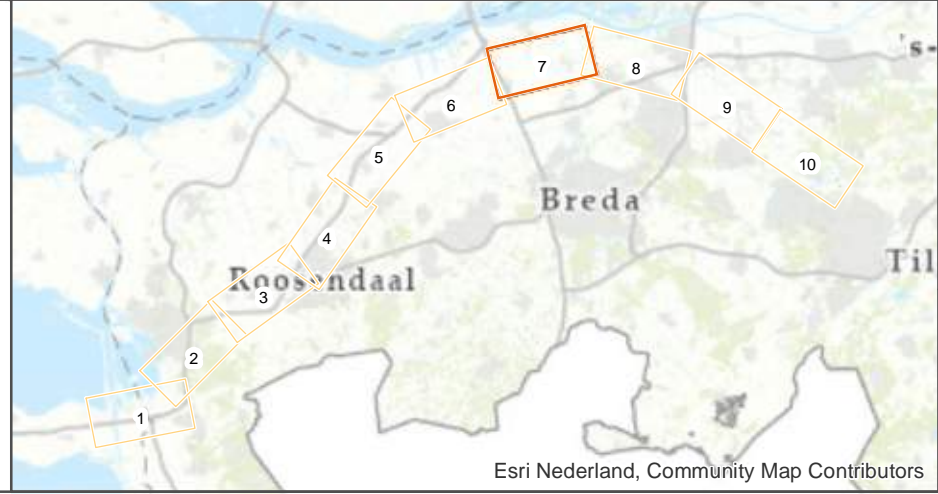 's-
7
8
6
9
5
10
Breda
4
Til
Roosendaal
3
2
1
Esri Nederland, Community Map Contributors